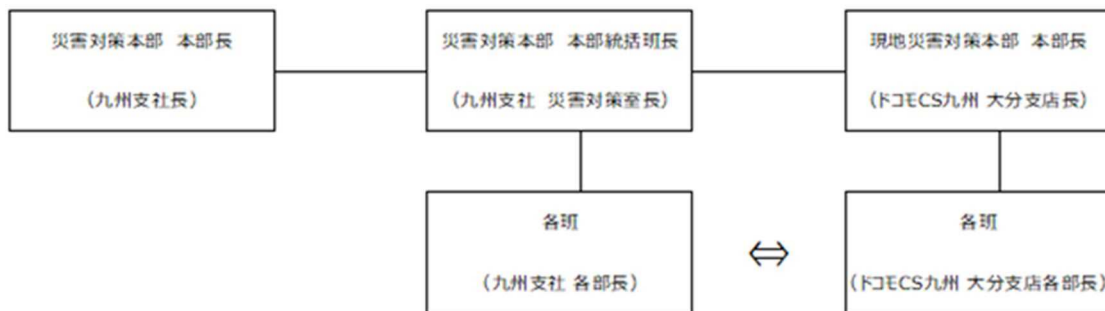 災害対策本部 本部長
(九州支社長)
災害対策本部 本部統括班長
(九州支社 災害対策室長)
現地災害対策本部 本部長
(ドコモCS九州 大分支店長)
各班
(九州支社 各部長)
⇔
各班
(ドコモCS九州 大分支店各部長)